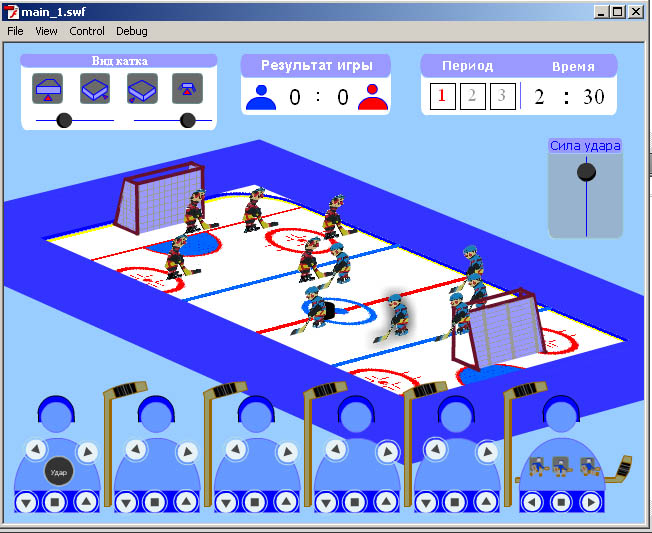 main_1.swf
File View Control Debug
Вид катка
Результат игры
0 : 0
Период Время
1 2 3 2 : 30
Сила удара
Удар